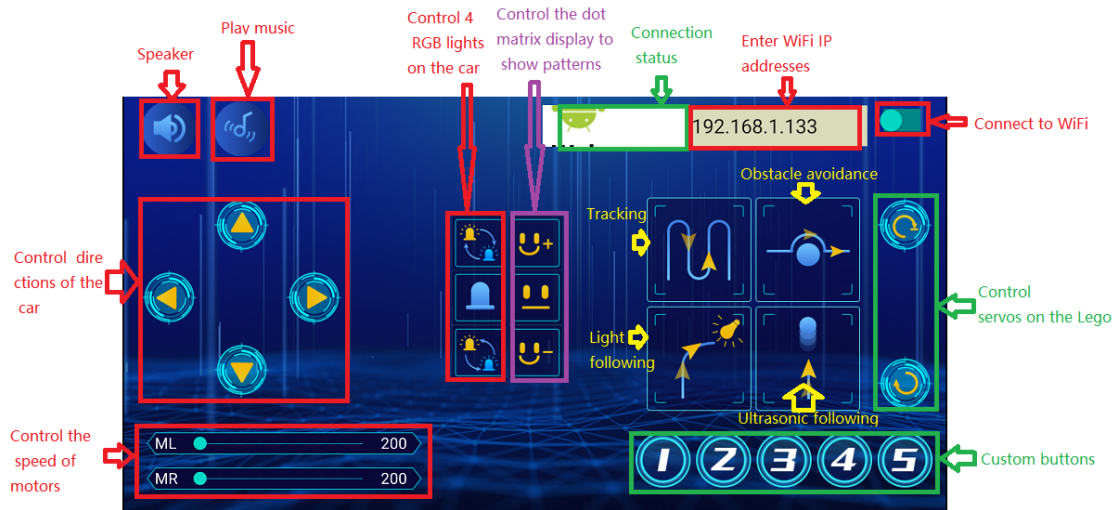 Control 4
RGB lights
on the car
Control the dot
matrix display to
show patterns
Play music
Speaker
Connection
status
Enter WiFi IP
addresses
192.168.1.133
Connect to WiFi
Obstacle avoidance
Tracking
Control dire
ctions of the
car
Control
servos on the Lego
Light
following
Ultrasonic following
Control the
speed of
motors
ML 200
MR 200
1 2 3 4 5
Custom buttons